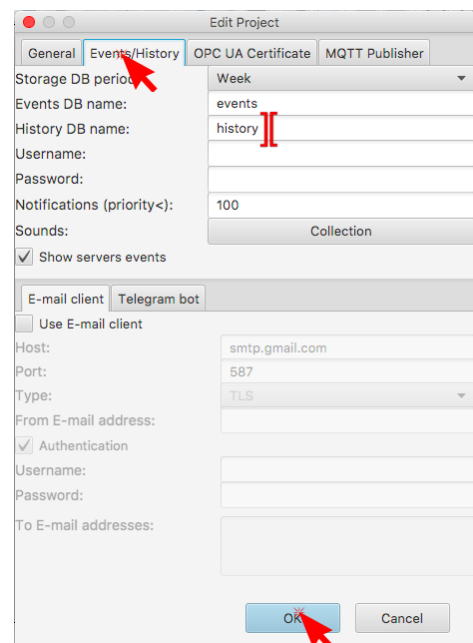 Edit Project
General Events/History OPC UA Certificate MQTT Publisher
Storage DB period: Week
Events DB name: events
History DB name: history
Username:
Password:
Notifications (priority<): 100
Sounds: Collection
Show servers events
E-mail client Telegram bot
Use E-mail client
Host: smtp.gmail.com
Port: 587
Type: TLS
From E-mail address:
Authentication
Username:
Password:
To E-mail addresses:
OK Cancel